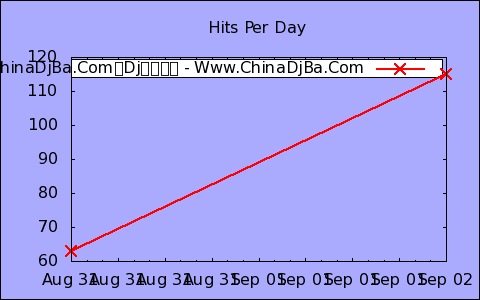 Hits Per Day
120
hinaDjBa.Com Dj - Www.ChinaDjBa.Com
110
100
90
80
70
60
Aug 31 Aug 31 Aug 31 Aug 31 Sep 01 Sep 01 Sep 01 Sep 01 Sep 02